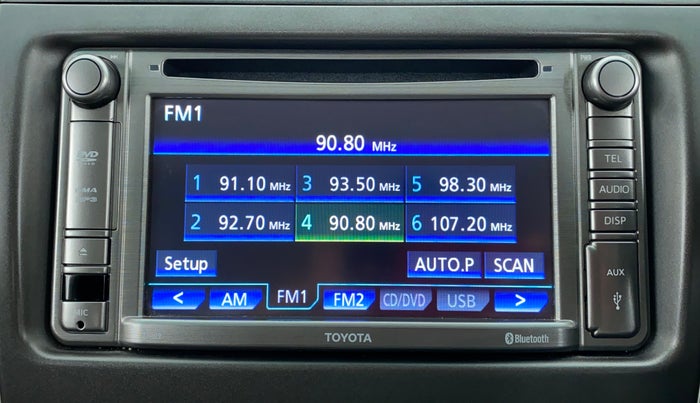 PWR
FM1
90.80 MHz
1 91.10 MHz 3 93.50 MHz 5 98.30 MHz
2 92.70 MHz 4 90.80 MHz 6 107.20 MHz
Setup AUTO.P SCAN
< AM FM1 FM2 CD/DVD USB >
DVD
MIC
TEL
AUDIO
DISP
AUX
TOYOTA
Bluetooth